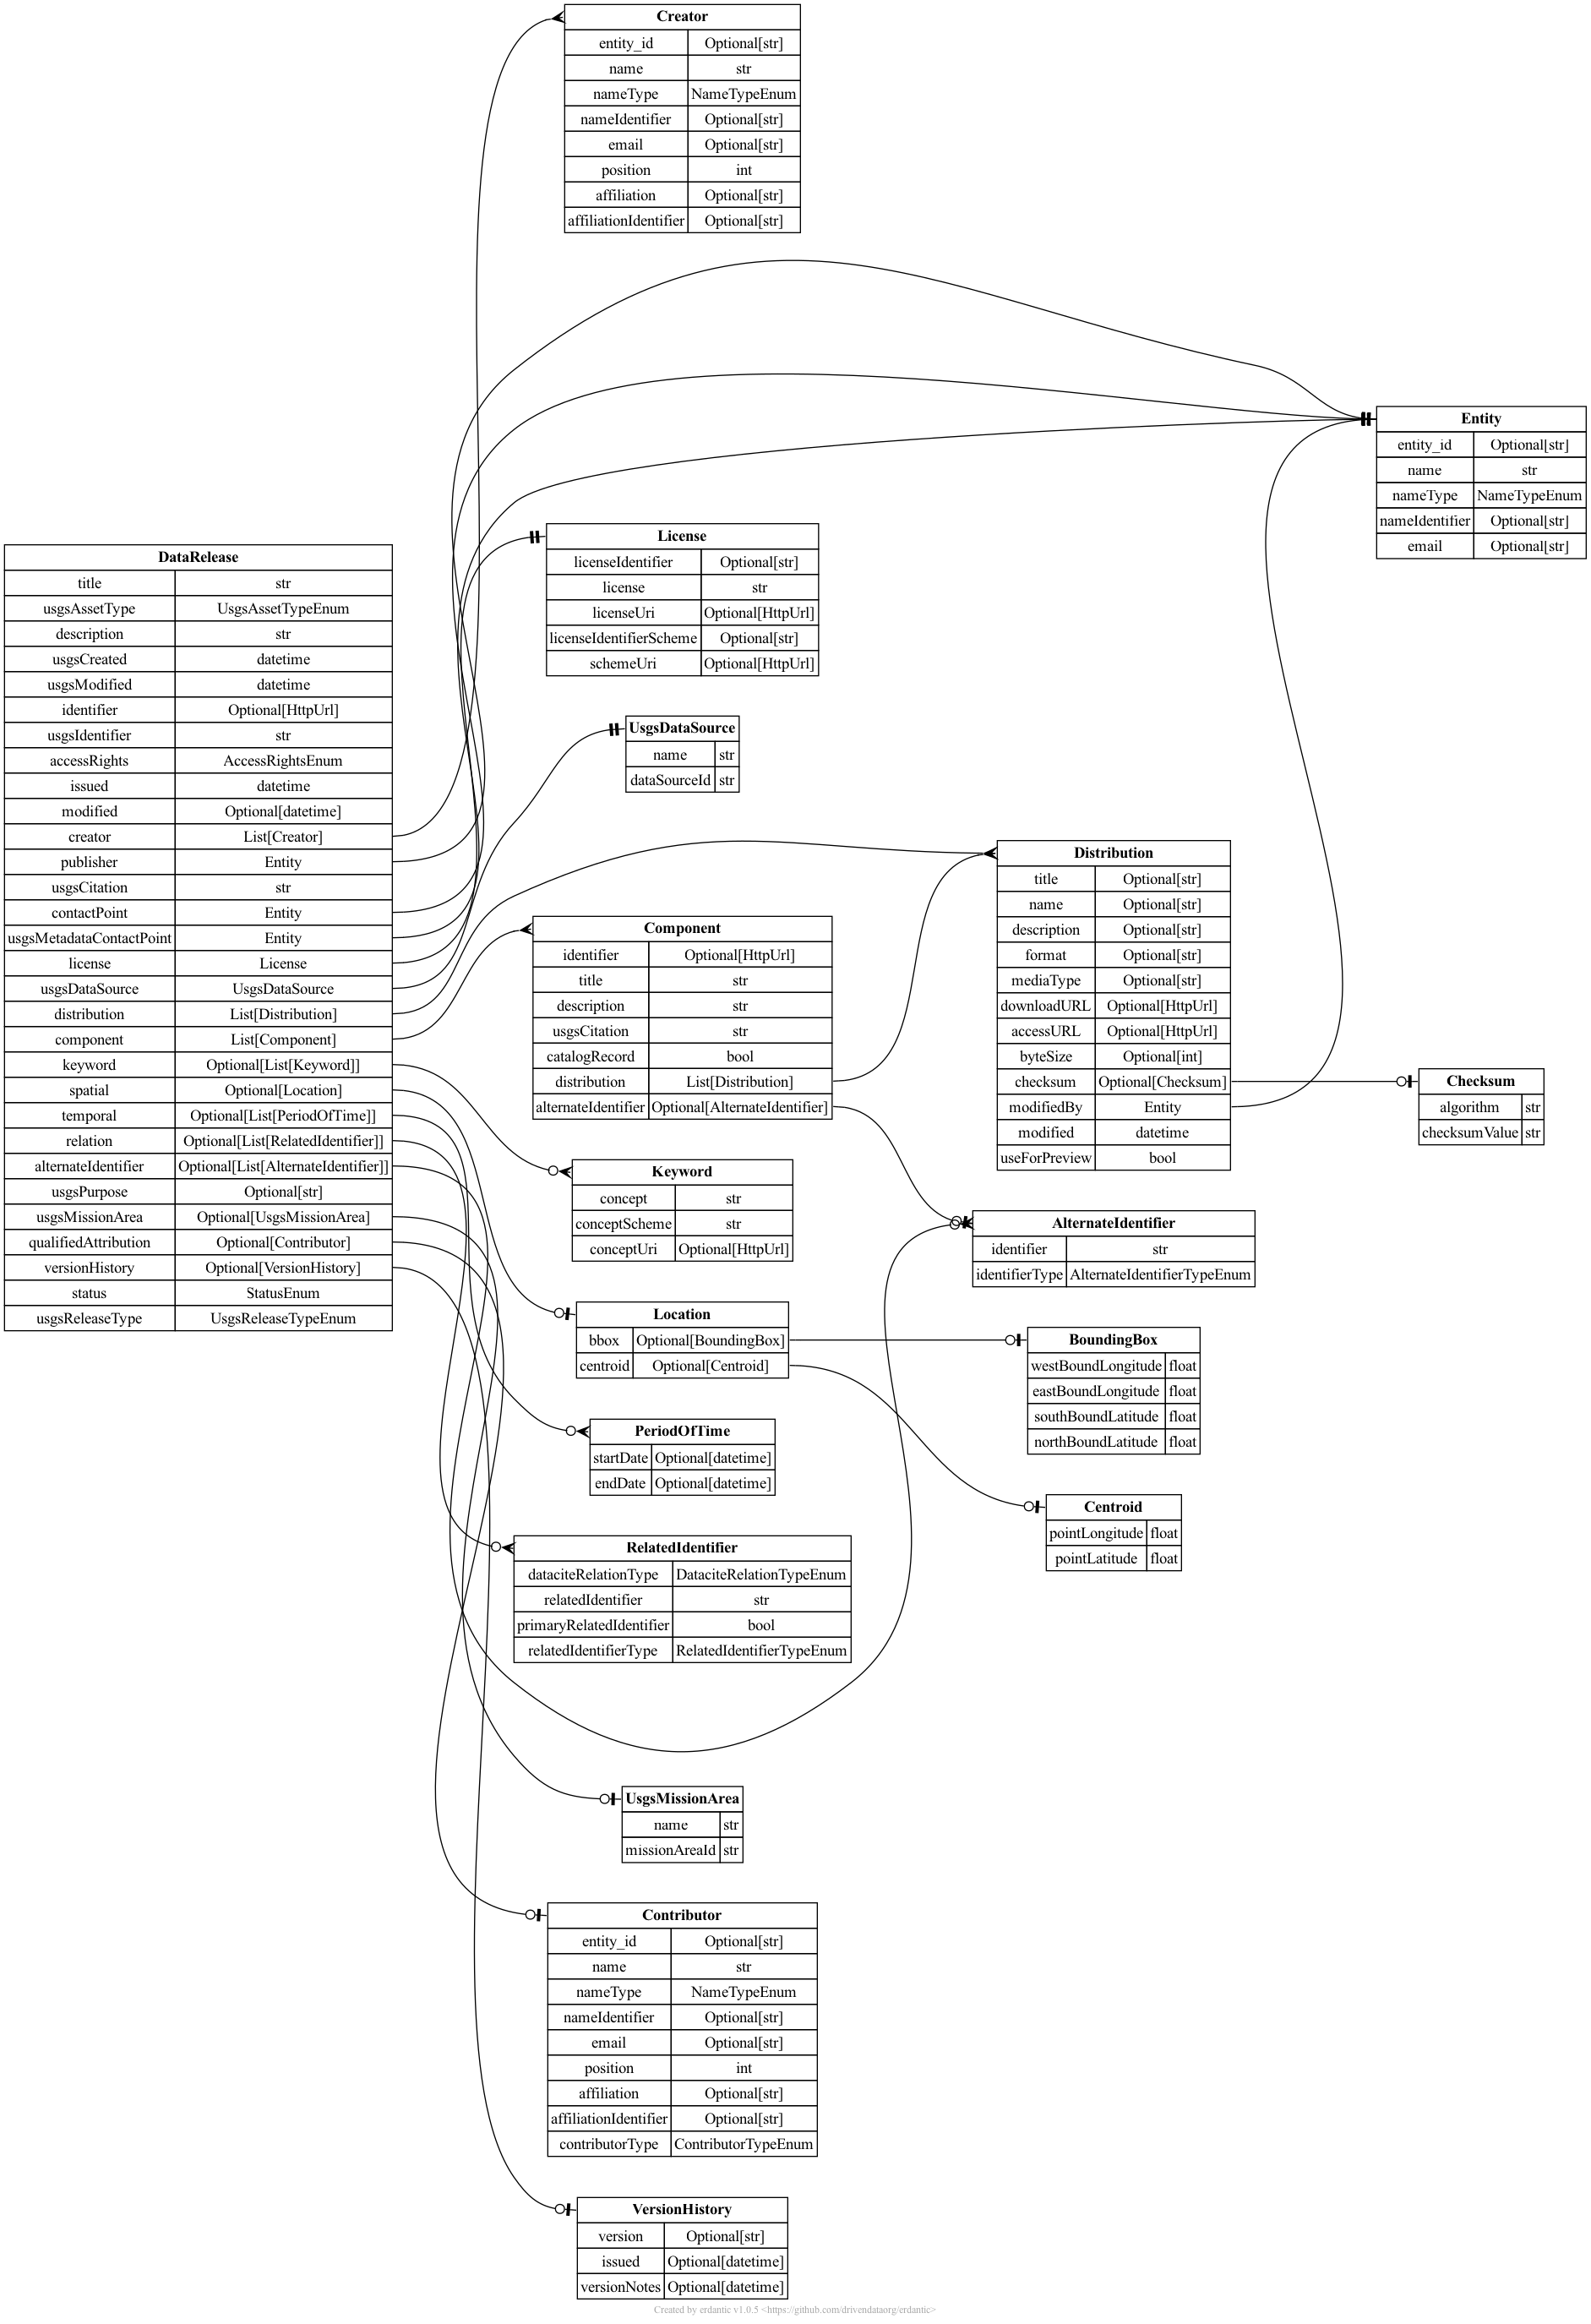 Creator
entity_id Optional[str]
name str
nameType NameTypeEnum
nameIdentifier Optional[str]
email Optional[str]
position int
affiliation Optional[str]
affiliationIdentifier Optional[str]
Entity
entity_id Optional[str]
name str
nameType NameTypeEnum
nameIdentifier Optional[str]
email Optional[str]
License
licenseIdentifier Optional[str]
license str
licenseUri Optional[HttpUrl]
licenseIdentifierScheme Optional[str]
schemeUri Optional[HttpUrl]
DataRelease
title str
usgsAssetType UsgsAssetTypeEnum
description str
usgsCreated datetime
usgsModified datetime
identifier Optional[HttpUrl]
usgsIdentifier str
accessRights AccessRightsEnum
issued datetime
modified Optional[datetime]
creator List[Creator]
publisher Entity
usgsCitation str
contactPoint Entity
usgsMetadataContactPoint Entity
license License
usgsDataSource UsgsDataSource
distribution List[Distribution]
component List[Component]
keyword Optional[List[Keyword]]
spatial Optional[Location]
temporal Optional[List[PeriodOfTime]]
relation Optional[List[RelatedIdentifier]]
alternateIdentifier Optional[List[AlternateIdentifier]]
usgsPurpose Optional[str]
usgsMissionArea Optional[UsgsMissionArea]
qualifiedAttribution Optional[Contributor]
versionHistory Optional[VersionHistory]
status StatusEnum
usgsReleaseType UsgsReleaseTypeEnum
UsgsDataSource
name str
dataSourceId str
Distribution
title Optional[str]
name Optional[str]
description Optional[str]
format Optional[str]
mediaType Optional[str]
downloadURL Optional[HttpUrl]
accessURL Optional[HttpUrl]
byteSize Optional[int]
checksum Optional[Checksum]
modifiedBy Entity
modified datetime
useForPreview bool
Component
identifier Optional[HttpUrl]
title str
description str
usgsCitation str
catalogRecord bool
distribution List[Distribution]
alternateIdentifier Optional[AlternateIdentifier]
Checksum
algorithm str
checksumValue str
Keyword
concept str
conceptScheme str
conceptUri Optional[HttpUrl]
AlternateIdentifier
identifier str
identifierType AlternateIdentifierTypeEnum
Location
bbox Optional[BoundingBox]
centroid Optional[Centroid]
BoundingBox
westBoundLongitude float
eastBoundLongitude float
southBoundLatitude float
northBoundLatitude float
PeriodOfTime
startDate Optional[datetime]
endDate Optional[datetime]
Centroid
pointLongitude float
pointLatitude float
RelatedIdentifier
dataciteRelationType DataciteRelationTypeEnum
relatedIdentifier str
primaryRelatedIdentifier bool
relatedIdentifierType RelatedIdentifierTypeEnum
UsgsMissionArea
name str
missionAreaId str
Contributor
entity_id Optional[str]
name str
nameType NameTypeEnum
nameIdentifier Optional[str]
email Optional[str]
position int
affiliation Optional[str]
affiliationIdentifier Optional[str]
contributorType ContributorTypeEnum
VersionHistory
version Optional[str]
issued Optional[datetime]
versionNotes Optional[datetime]
Created by erdantic v1.0.5 <https://github.com/drivendataorg/erdantic>